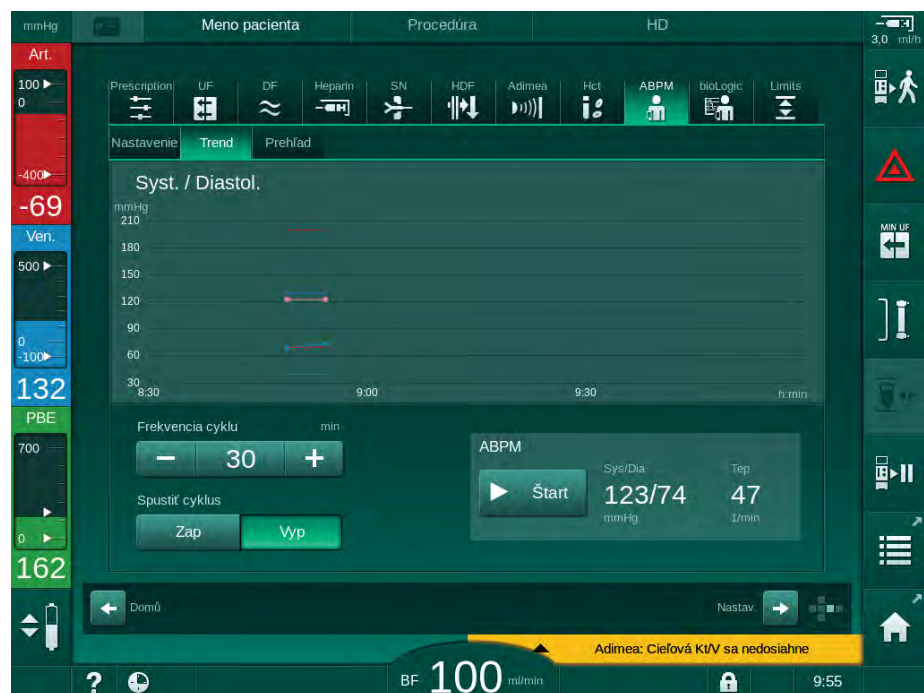 mmHg
Meno pacienta
Procedúra
HD
3,0 ml/h
Art.
100
0
-400
-69
Ven.
500
0
-100
132
PBE
700
0
162
Prescription
UF
DF
Heparin
SN
HDF
Adimea
Hct
ABPM
bioLogic
Limits
Nastavenie
Trend
Prehľad
Syst. / Diastol.
mmHg
210
180
150
120
90
60
30
8:30
9:00
9:30
h:min
Frekvencia cyklu
min
30
Spustiť cyklus
Zap
Vyp
ABPM
Štart
Sys/Dia
123/74
mmHg
Tep
47
1/min
MIN UF
Domů
Nastav.
Adimea: Cieľová Kt/V sa nedosiahne
?
BF 100 ml/min
9:55